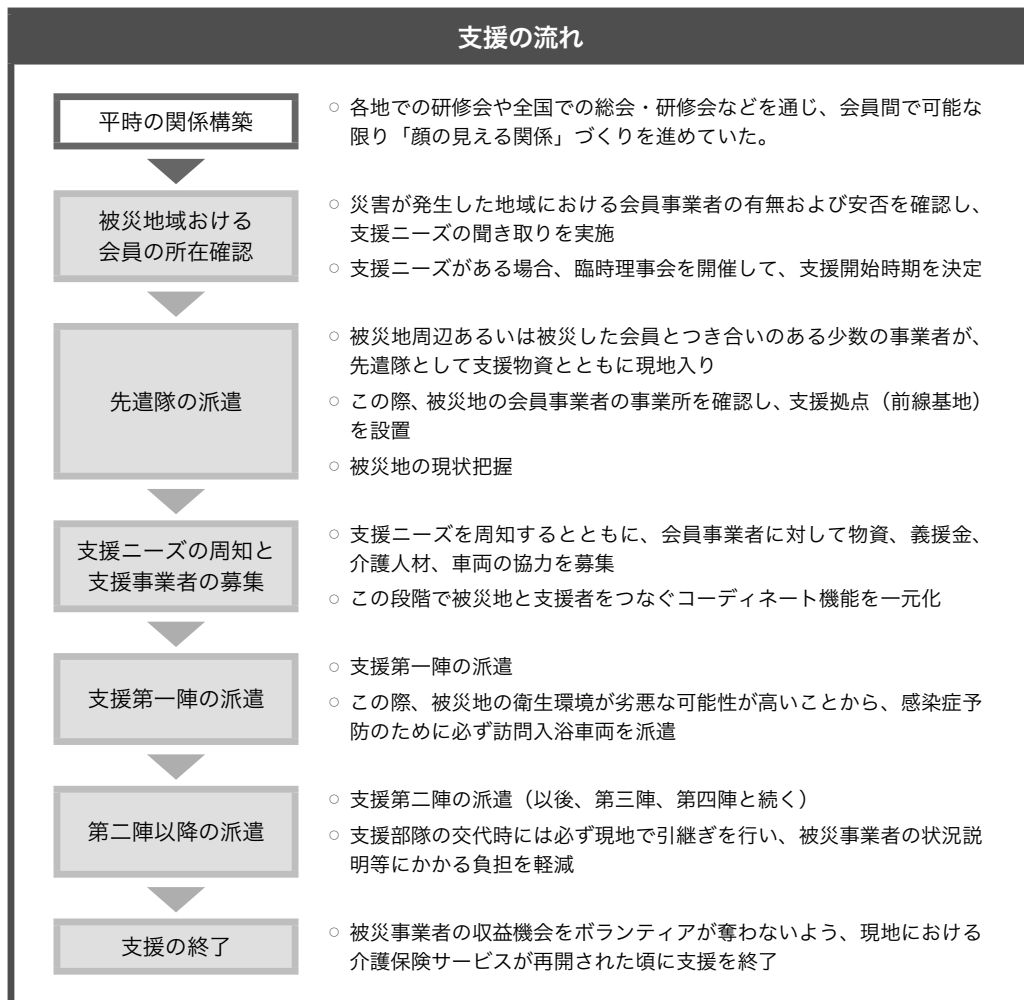 支援の流れ
平時の関係構築
○ 各地での研修会や全国での総会・研修会などを通じ、会員間で可能な
限り「顔の見える関係」づくりを進めていた。
被災地域おける
会員の所在確認
○ 災害が発生した地域における会員事業者の有無および安否を確認し、
支援ニーズの聞き取りを実施
○ 支援ニーズがある場合、臨時理事会を開催して、支援開始時期を決定
先遣隊の派遣
○ 被災地周辺あるいは被災した会員とつき合いのある少数の事業者が、
先遣隊として支援物資とともに現地入り
○ この際、被災地の会員事業者の事業所を確認し、支援拠点（前線基地）
を設置
○ 被災地の現状把握
支援ニーズの周知と
支援事業者の募集
○ 支援ニーズを周知するとともに、会員事業者に対して物資、義援金、
介護人材、車両の協力を募集
○ この段階で被災地と支援者をつなぐコーディネート機能を一元化
支援第一陣の派遣
○ 支援第一陣の派遣
○ この際、被災地の衛生環境が劣悪な可能性が高いことから、感染症予
防のために必ず訪問入浴車両を派遣
第二陣以降の派遣
○ 支援第二陣の派遣（以後、第三陣、第四陣と続く）
○ 支援部隊の交代時には必ず現地で引継ぎを行い、被災事業者の状況説
明等にかかる負担を軽減
支援の終了
○ 被災事業者の収益機会をボランティアが奪わないよう、現地における
介護保険サービスが再開された頃に支援を終了